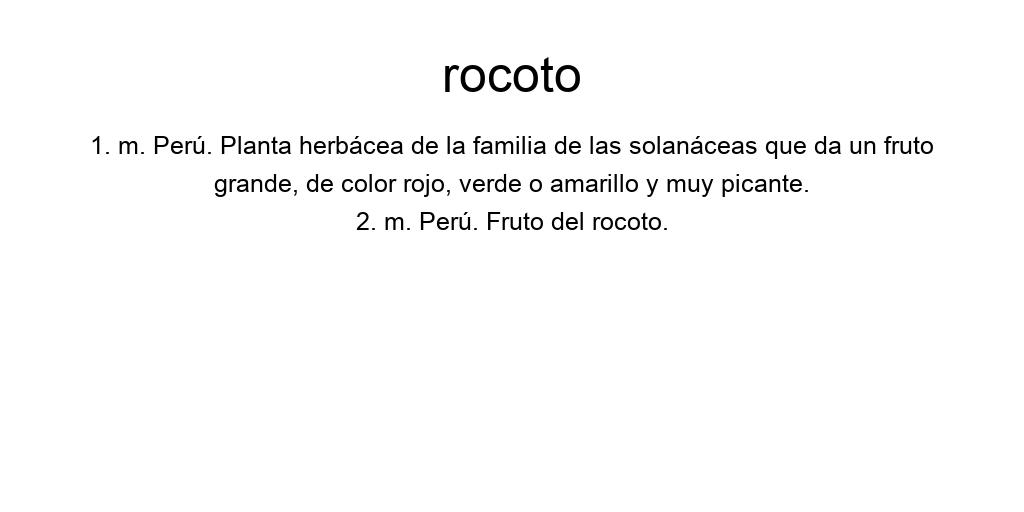 rocoto
1. m. Perú. Planta herbácea de la familia de las solanáceas que da un fruto
grande, de color rojo, verde o amarillo y muy picante.
2. m. Perú. Fruto del rocoto.